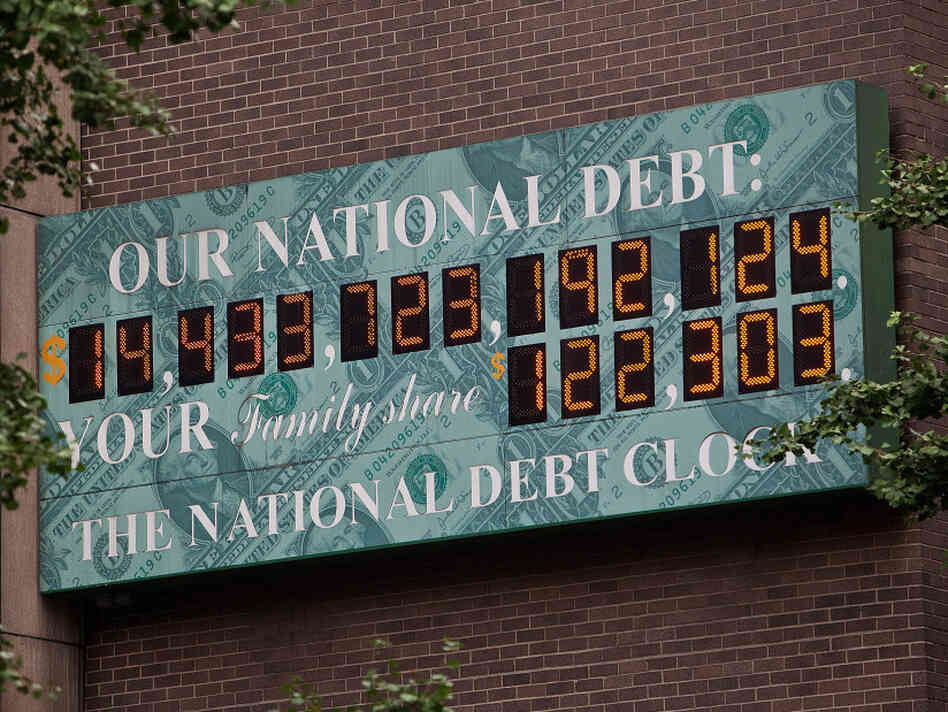 OUR NATIONAL DEBT:
$14,433,723,192,124.
YOUR Family share $122,303.
THE NATIONAL DEBT CLOCK